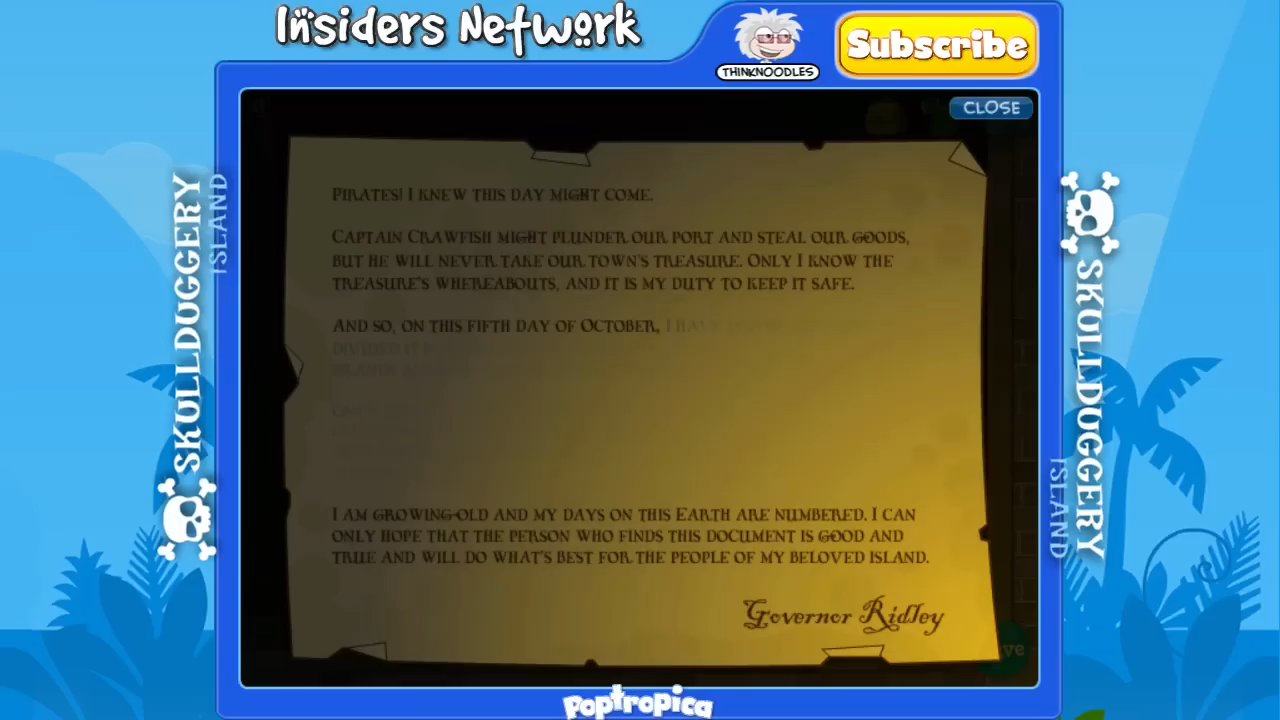 Insiders Network
THINKNOODLES
Subscribe
CLOSE
SKULLDUGGERY
ISLAND
PIRATES! I KNEW THIS DAY MIGHT COME.
CAPTAIN CRAWFISH MIGHT PLUNDER OUR PORT AND STEAL OUR GOODS,
BUT HE WILL NEVER TAKE OUR TOWN'S TREASURE. ONLY I KNOW THE
TREASURE'S WHEREABOUTS, AND IT IS MY DUTY TO KEEP IT SAFE.
AND SO, ON THIS FIFTH DAY OF OCTOBER, I HAVE
DIVIDED IT
I AM GROWING OLD AND MY DAYS ON THIS EARTH ARE NUMBERED. I CAN
ONLY HOPE THAT THE PERSON WHO FINDS THIS DOCUMENT IS GOOD AND
TRUE AND WILL DO WHAT'S BEST FOR THE PEOPLE OF MY BELOVED ISLAND.
Governor Ridley
SKULLDUGGERY
ISLAND
Poptropica